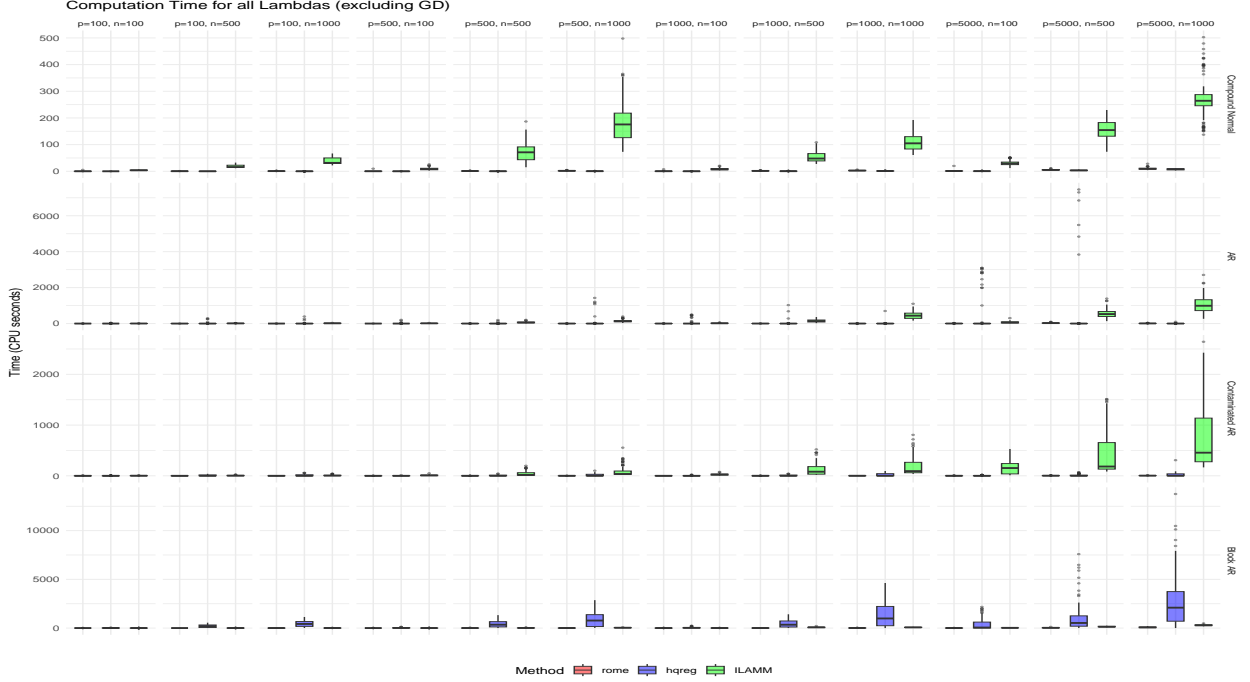 Computation Time for all Lambdas (excluding GD)
p=100, n=100 p=100, n=500 p=100, n=1000 p=500, n=100 p=500, n=500 p=500, n=1000 p=1000, n=100 p=1000, n=500 p=1000, n=1000 p=5000, n=100 p=5000, n=500 p=5000, n=1000
500
400
300
200
100
0
Compound Normal
6000
4000
2000
0
AR
2000
1000
0
Contaminated AR
10000
5000
0
Block AR
Time (CPU seconds)
Method rome hqreg ILAMM